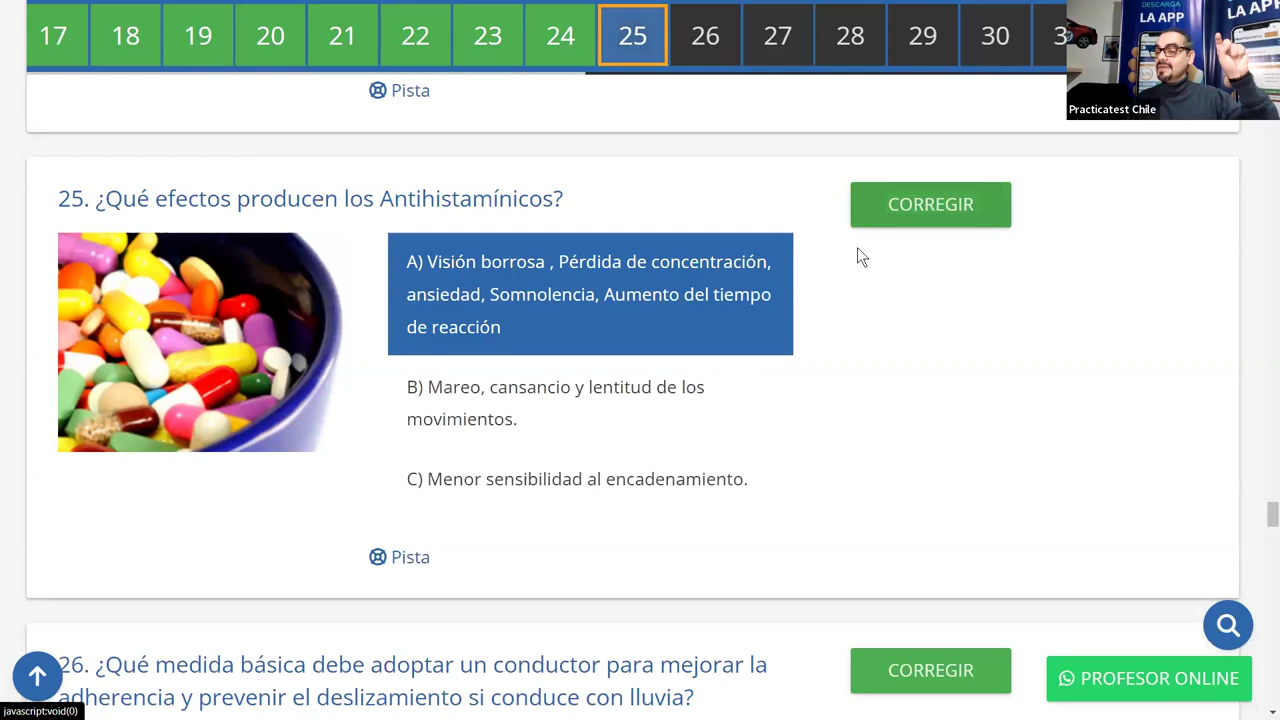 17 18 19 20 21 22 23 24 25 26 27 28 29 30
DESCARGA
LA APP
LA APP
Practicatest Chile
Pista
25. ¿Qué efectos producen los Antihistamínicos?
CORREGIR
A) Visión borrosa , Pérdida de concentración,
ansiedad, Somnolencia, Aumento del tiempo
de reacción
B) Mareo, cansancio y lentitud de los
movimientos.
C) Menor sensibilidad al encadenamiento.
Pista
26. ¿Qué medida básica debe adoptar un conductor para mejorar la
adherencia y prevenir el deslizamiento si conduce con lluvia?
CORREGIR
PROFESOR ONLINE
javascript:void(0)